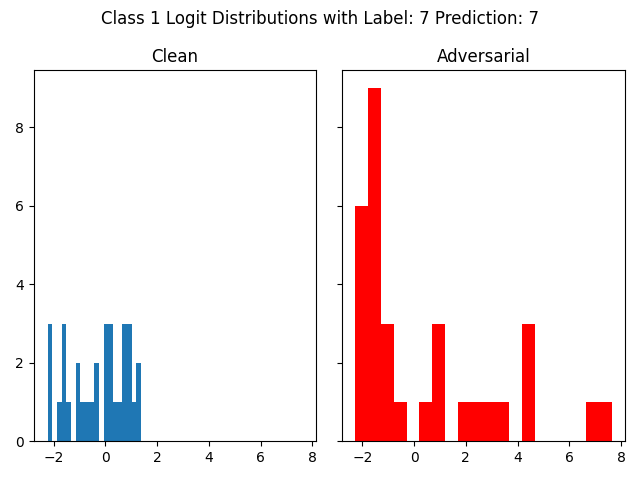 Class 1 Logit Distributions with Label: 7 Prediction: 7
Clean
Adversarial
8
6
4
2
0
−2 0 2 4 6 8
−2 0 2 4 6 8